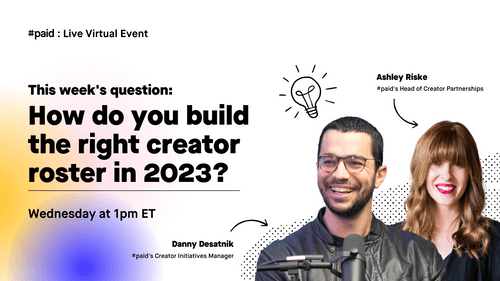 #paid : Live Virtual Event
This week's question:
How do you build
the right creator
roster in 2023?
Wednesday at 1pm ET
Ashley Riske
#paid's Head of Creator Partnerships
Danny Desatnik
#paid's Creator Initiatives Manager